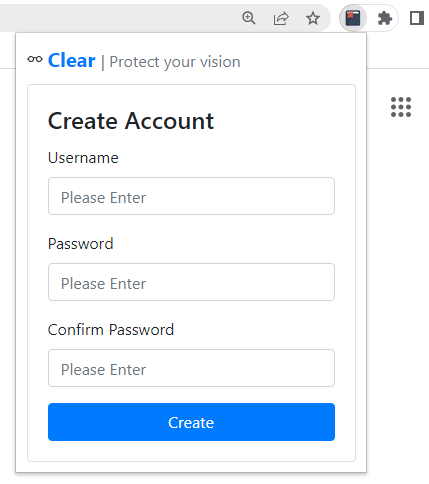 Clear | Protect your vision
Create Account
Username
Please Enter
Password
Please Enter
Confirm Password
Please Enter
Create